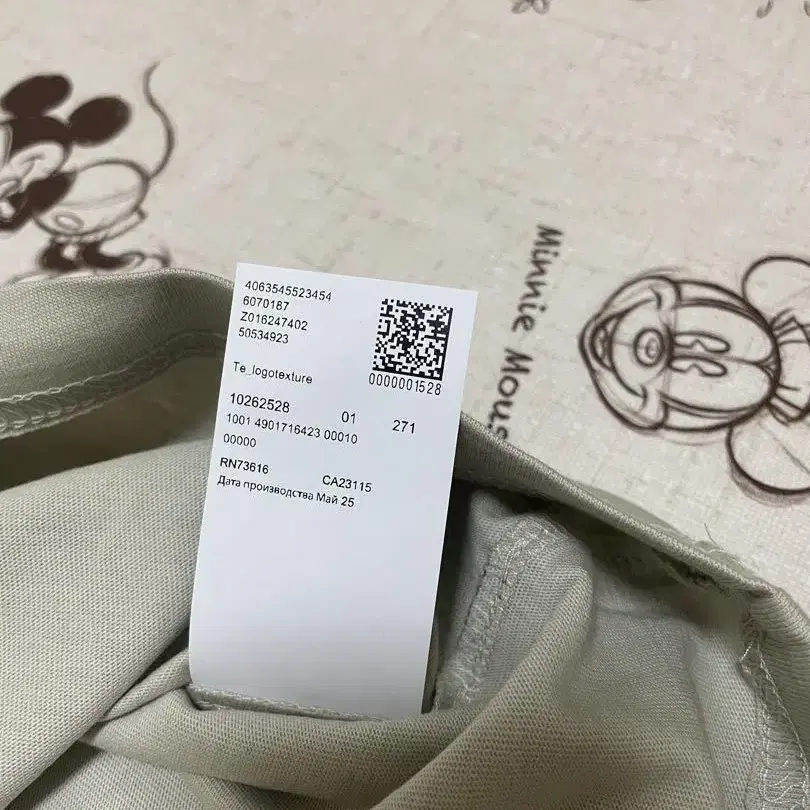 4063545523454
6070187
Z016247402
50534923
0000001528
Te_logotexture
10262528 01 271
1001 4901716423 00010
00000
RN73616 CA23115
Дата производства Май 25
Minnie Mous